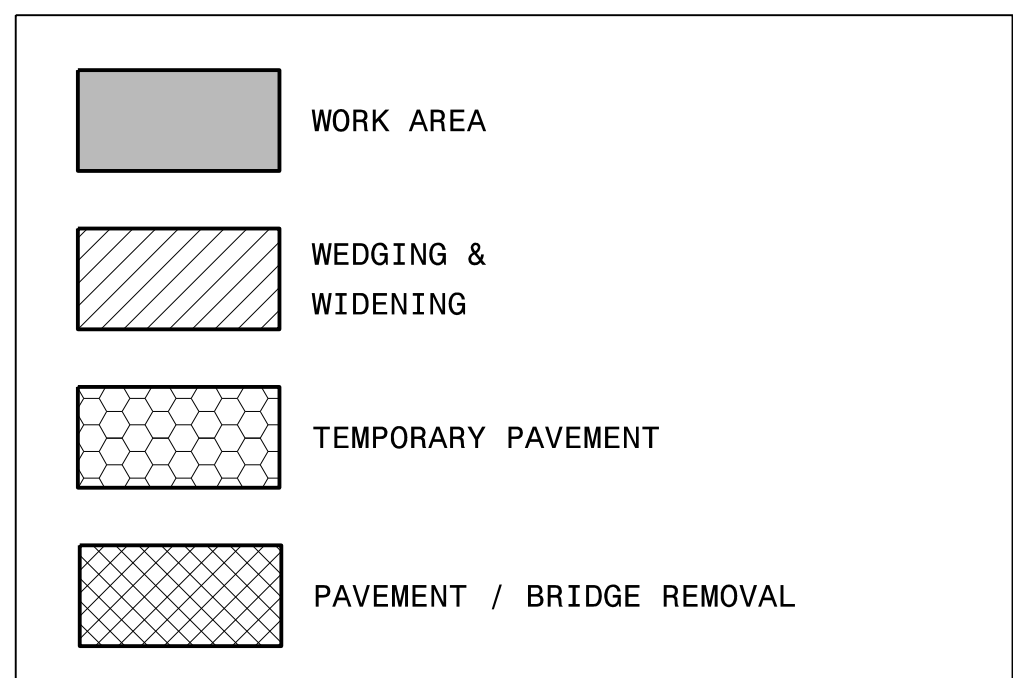 WORK AREA
WEDGING &
WIDENING
TEMPORARY PAVEMENT
PAVEMENT / BRIDGE REMOVAL